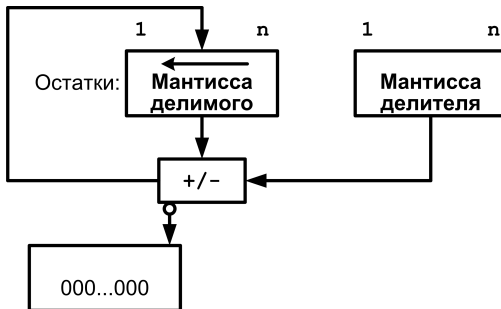 1 n 1 n
Остатки: Мантисса Мантисса
делимого делителя
+/-
000...000